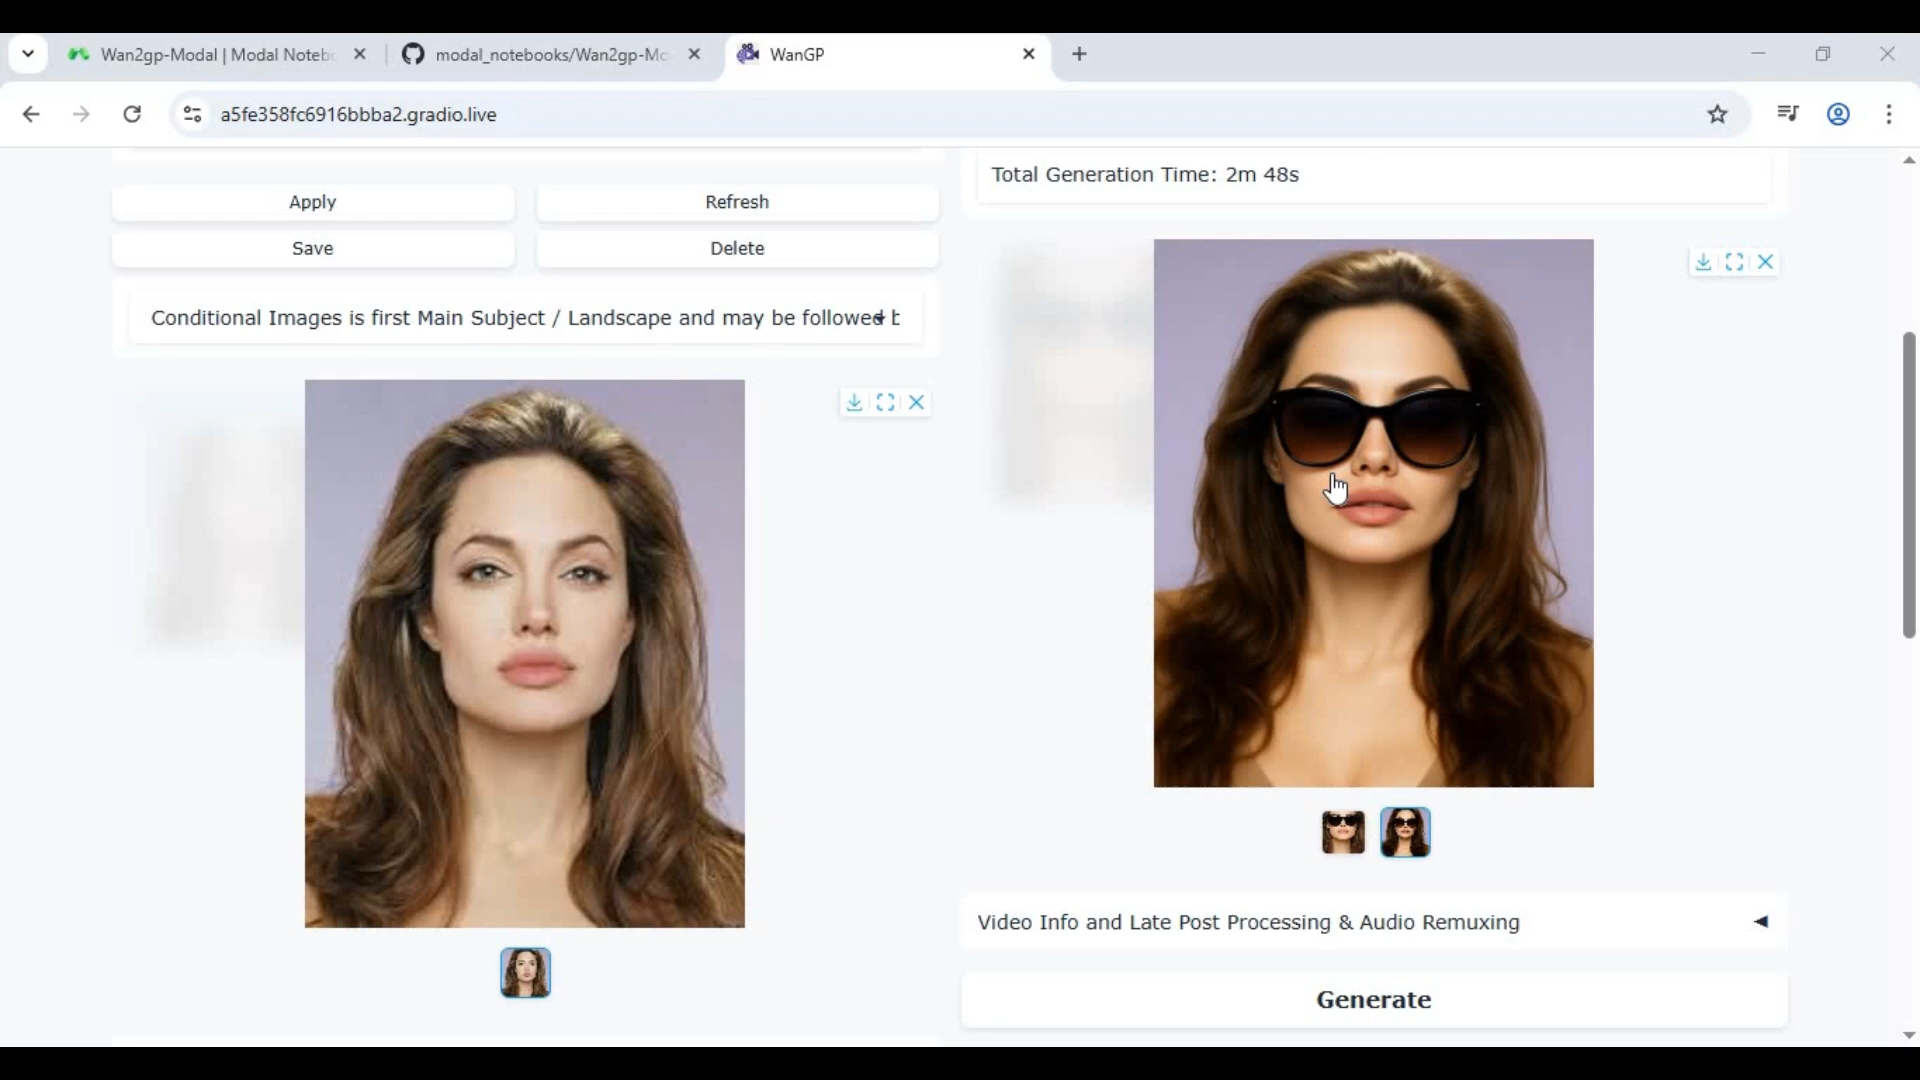 Wan2gp-Modal | Modal Notebo
modal_notebooks/Wan2gp-Mo
WanGP
a5fe358fc6916bbba2.gradio.live
Total Generation Time: 2m 48s
Apply
Refresh
Save
Delete
Conditional Images is first Main Subject / Landscape and may be followed b
Video Info and Late Post Processing & Audio Remuxing
Generate